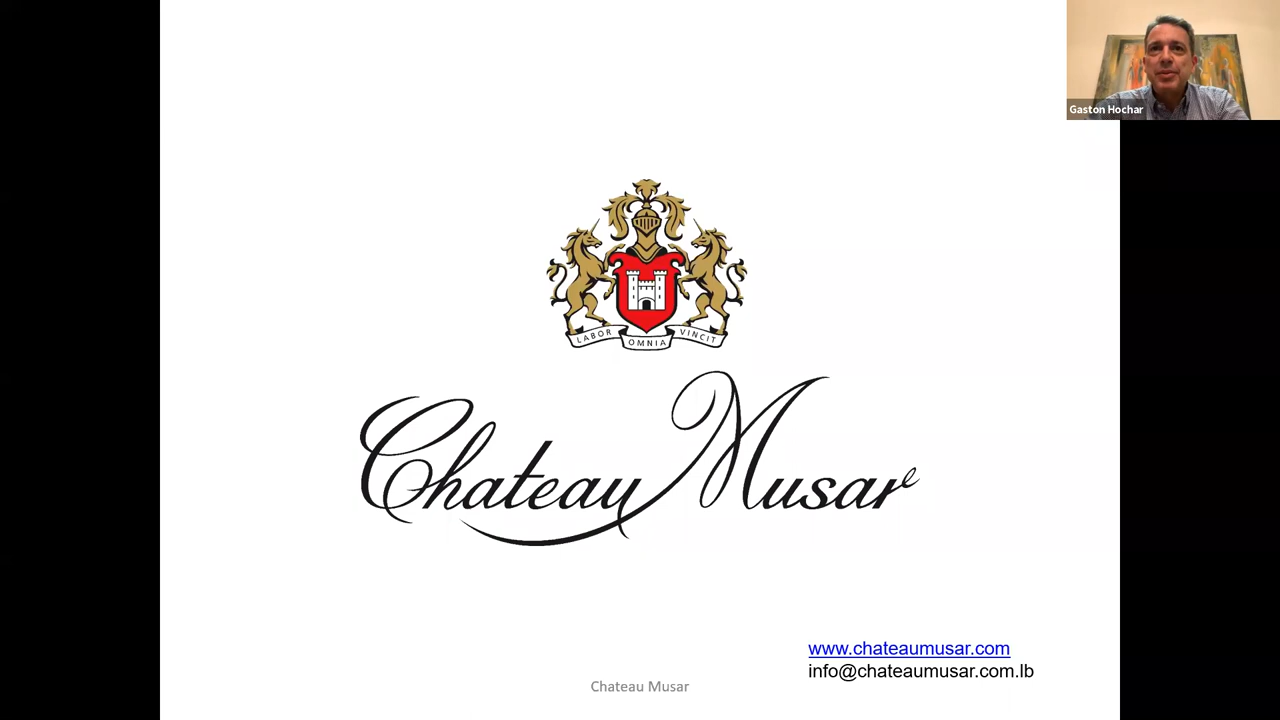 Gaston Hochar
LABOR OMNIA VINCIT
Chateau Musar
www.chateaumusar.com
info@chateaumusar.com.lb
Chateau Musar